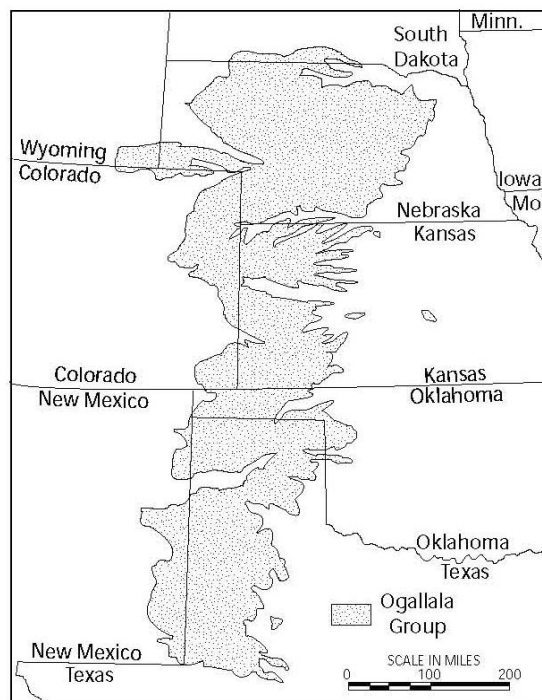 Minn.
South
Dakota
Wyoming
Colorado
Iowa
Mo
Nebraska
Kansas
Colorado
New Mexico
Kansas
Oklahoma
Oklahoma
Texas
Ogallala
Group
New Mexico
Texas
SCALE IN MILES
0 100 200